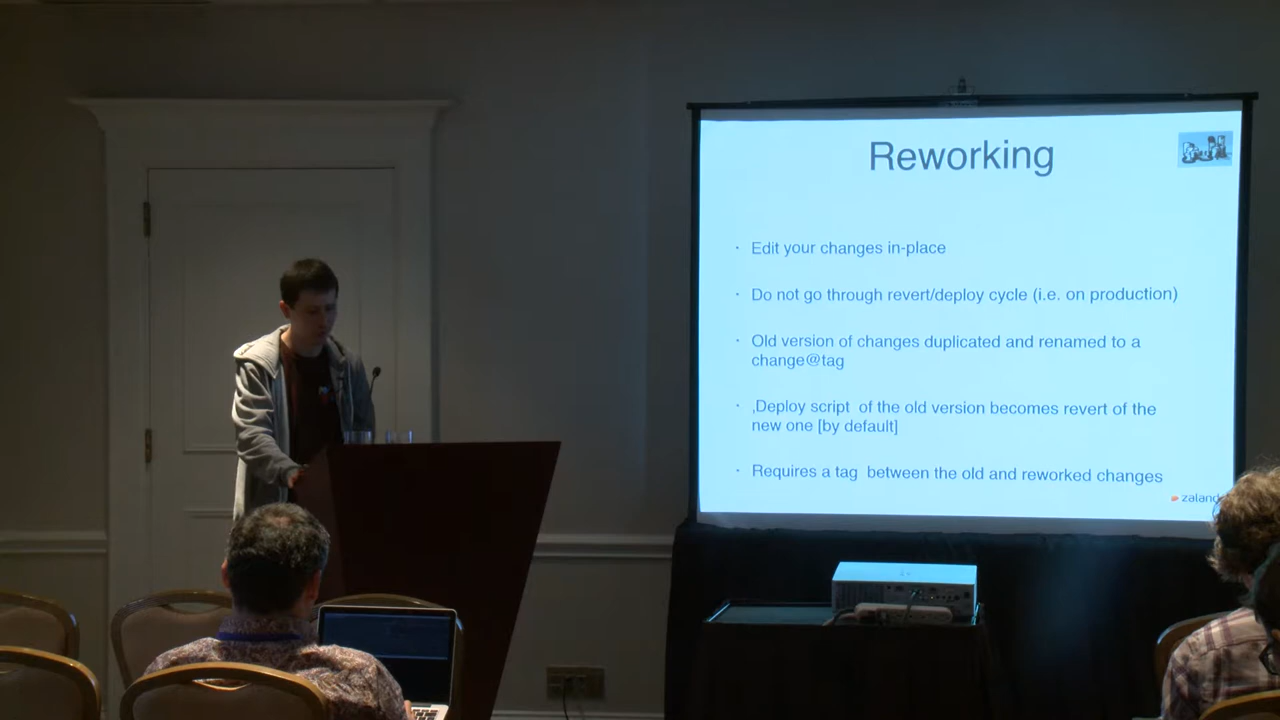 Reworking
· Edit your changes in-place
· Do not go through revert/deploy cycle (i.e. on production)
· Old version of changes duplicated and renamed to a
change@tag
· ,Deploy script of the old version becomes revert of the
new one [by default]
· Requires a tag between the old and reworked changes
zaland